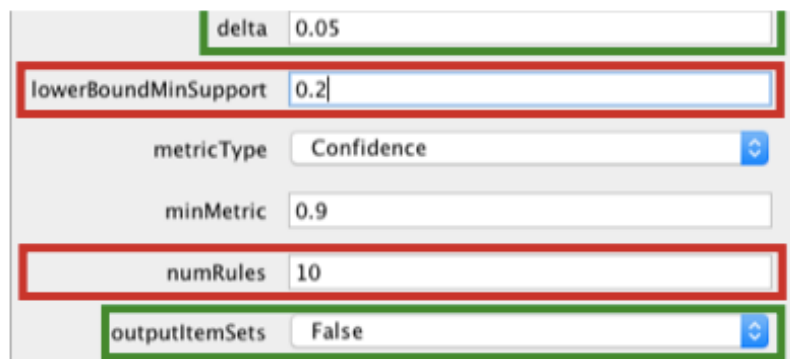 delta 0.05
lowerBoundMinSupport 0.2
metricType Confidence
minMetric 0.9
numRules 10
outputItemSets False